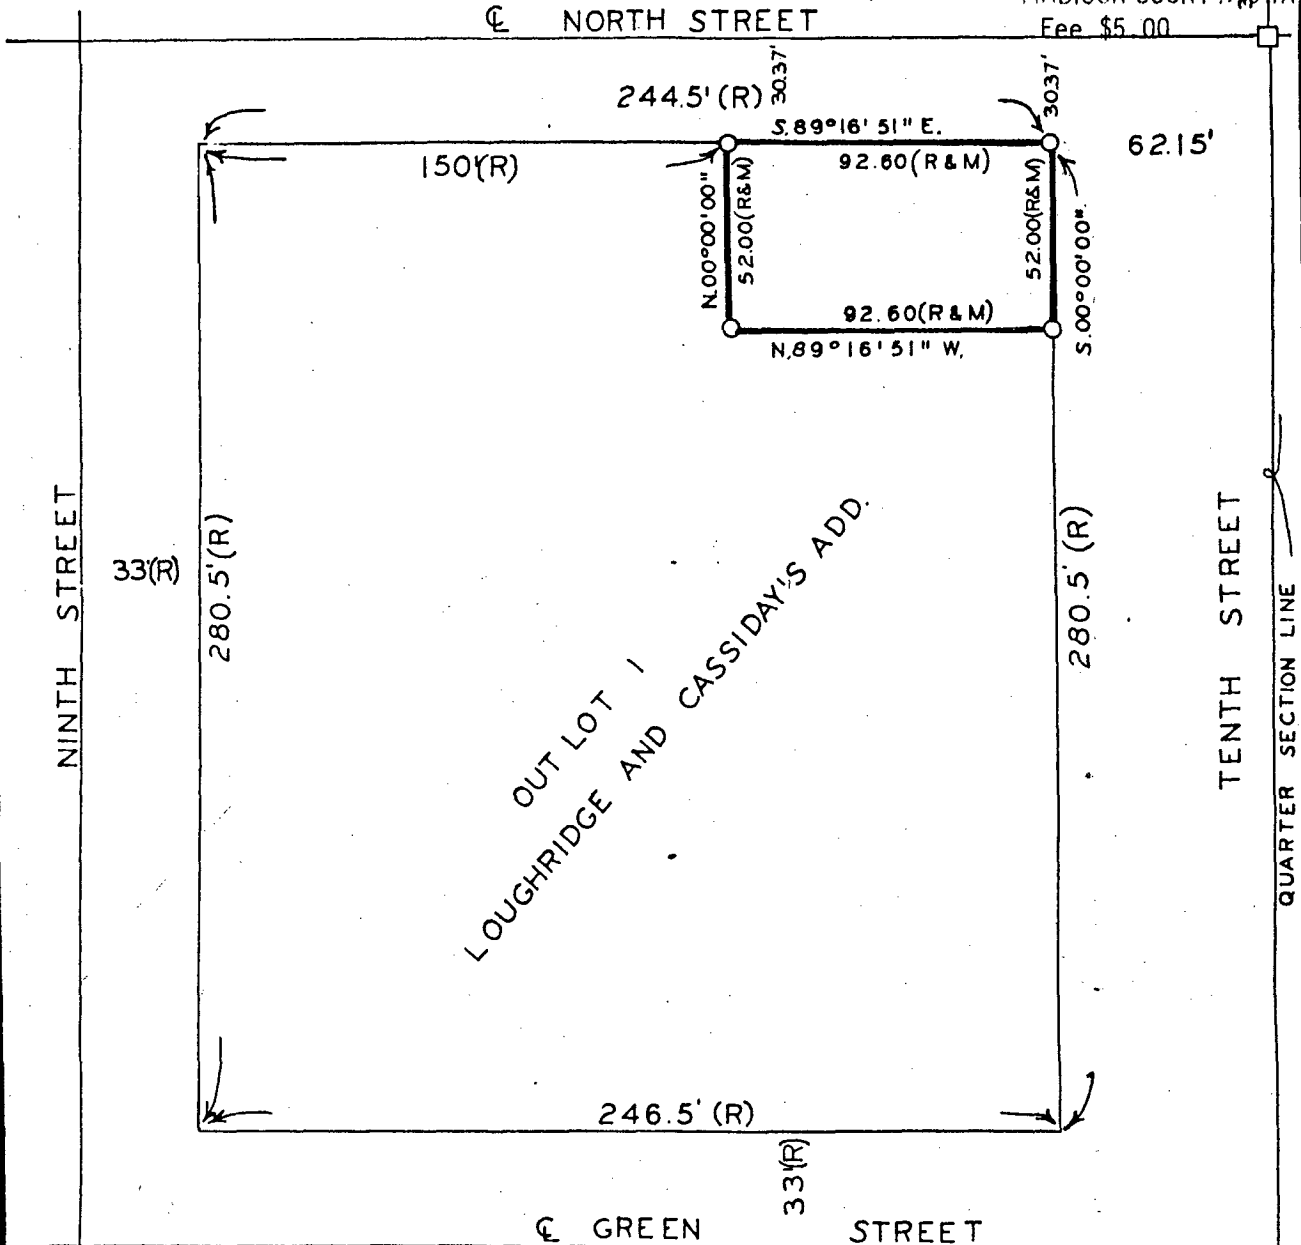 ℄ NORTH STREET
Fee $5.00
30.37'
30.37'
244.5' (R)
S.89°16'51" E.
62.15'
150'(R)
92.60(R&M)
N.00°00'00"
52.00(R&M)
52.00(R&M)
S.00°00'00"
92.60(R&M)
N.89°16'51" W.
NINTH STREET
33'(R)
280.5'(R)
OUT LOT 1
LOUGHRIDGE AND CASSIDAY'S ADD.
280.5' (R)
TENTH STREET
QUARTER SECTION LINE
246.5' (R)
33'(R)
℄ GREEN STREET